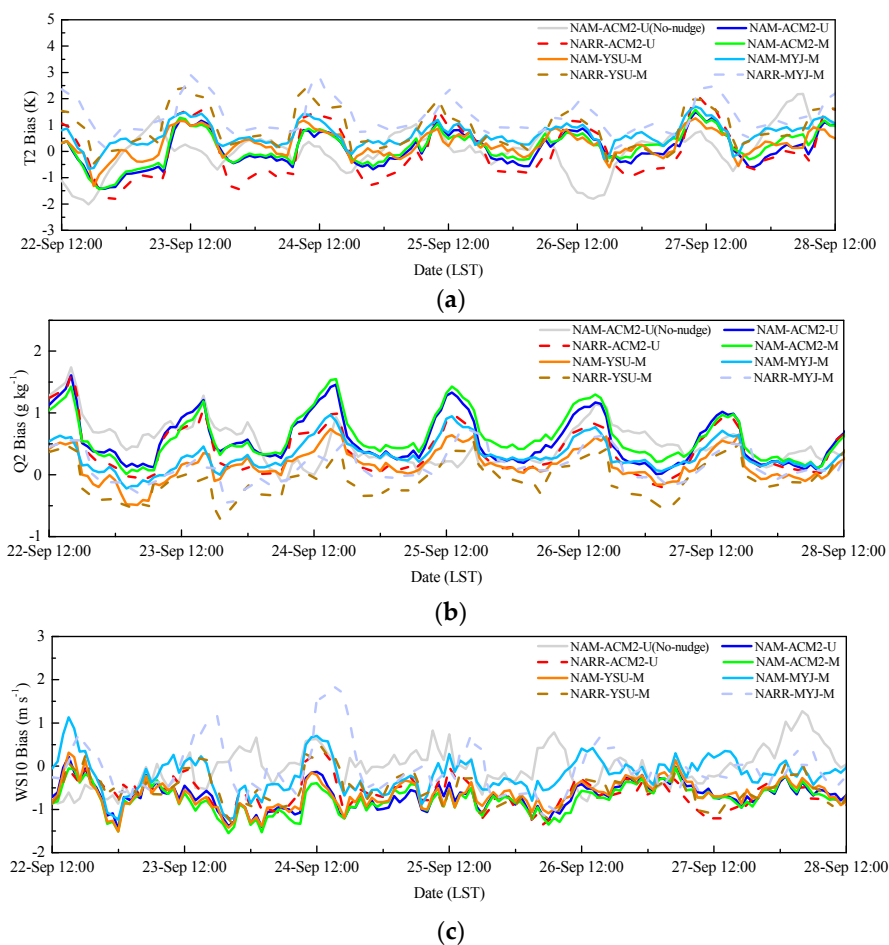 5
4
3
2
1
0
-1
-2
-3
T2 Bias (K)
NAM-ACM2-U(No-nudge) NAM-ACM2-U
NARR-ACM2-U NAM-ACM2-M
NAM-YSU-M NAM-MYJ-M
NARR-YSU-M NARR-MYJ-M
22-Sep 12:00 23-Sep 12:00 24-Sep 12:00 25-Sep 12:00 26-Sep 12:00 27-Sep 12:00 28-Sep 12:00
Date (LST)
(a)
2
1
0
-1
Q2 Bias (g kg-1)
NAM-ACM2-U(No-nudge) NAM-ACM2-U
NARR-ACM2-U NAM-ACM2-M
NAM-YSU-M NAM-MYJ-M
NARR-YSU-M NARR-MYJ-M
22-Sep 12:00 23-Sep 12:00 24-Sep 12:00 25-Sep 12:00 26-Sep 12:00 27-Sep 12:00 28-Sep 12:00
Date (LST)
(b)
3
2
1
0
-1
-2
WS10 Bias (m s-1)
NAM-ACM2-U(No-nudge) NAM-ACM2-U
NARR-ACM2-U NAM-ACM2-M
NAM-YSU-M NAM-MYJ-M
NARR-YSU-M NARR-MYJ-M
22-Sep 12:00 23-Sep 12:00 24-Sep 12:00 25-Sep 12:00 26-Sep 12:00 27-Sep 12:00 28-Sep 12:00
Date (LST)
(c)